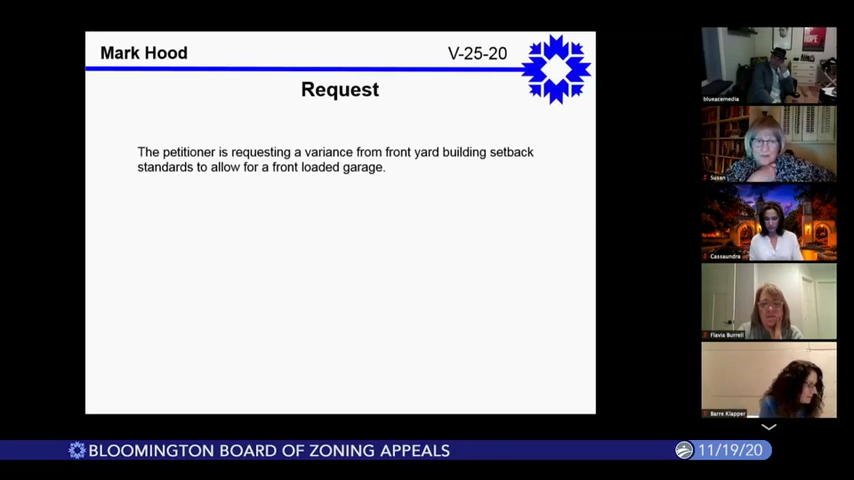 Mark Hood
V-25-20
Request
The petitioner is requesting a variance from front yard building setback
standards to allow for a front loaded garage.
blueacemedia
Susan
Cassaundra
Flavia Burrell
Barre Klapper
HOPE
BLOOMINGTON BOARD OF ZONING APPEALS
11/19/20